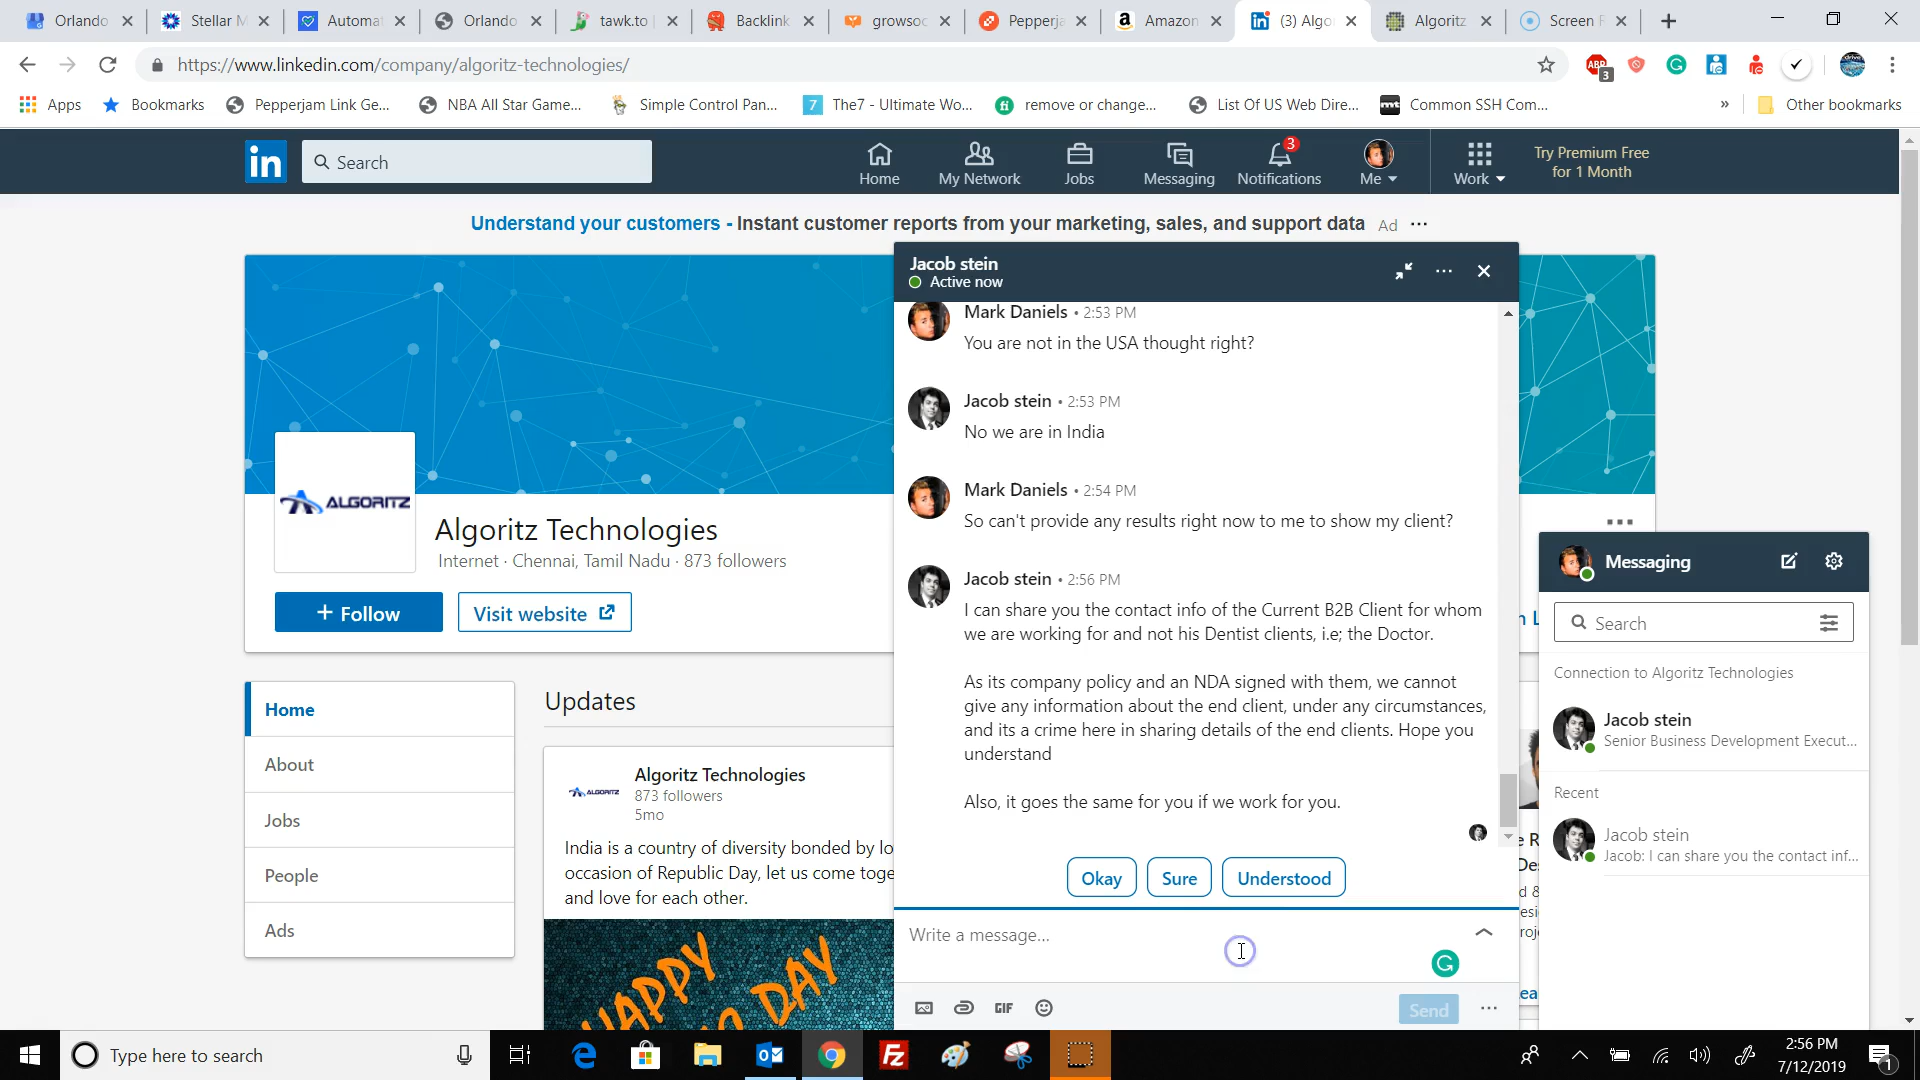 Orlando
Stellar M
Automat
Orlando
tawk.to
Backlink
growsoc
Pepperja
Amazon
(3) Algo
Algoritz
Screen R
https://www.linkedin.com/company/algoritz-technologies/
ABP
3
Apps
Bookmarks
Pepperjam Link Ge...
NBA All Star Game...
Simple Control Pan...
7
The7 - Ultimate Wo...
remove or change...
List Of US Web Dire...
Common SSH Com...
»
Other bookmarks
in
Search
Home
My Network
Jobs
Messaging
3
Notifications
Me
Work
Try Premium Free
for 1 Month
Understand your customers - Instant customer reports from your marketing, sales, and support data
Ad
ALGORITZ
Algoritz Technologies
Internet · Chennai, Tamil Nadu · 873 followers
+ Follow
Visit website
Home
About
Jobs
People
Ads
Updates
ALGORITZ
Algoritz Technologies
873 followers
5mo
India is a country of diversity bonded by lo
occasion of Republic Day, let us come toge
and love for each other.
HAPPY
DAY
Jacob stein
Active now
Mark Daniels • 2:53 PM
You are not in the USA thought right?
Jacob stein • 2:53 PM
No we are in India
Mark Daniels • 2:54 PM
So can't provide any results right now to me to show my client?
Jacob stein • 2:56 PM
I can share you the contact info of the Current B2B Client for whom
we are working for and not his Dentist clients, i.e; the Doctor.
As its company policy and an NDA signed with them, we cannot
give any information about the end client, under any circumstances,
and its a crime here in sharing details of the end clients. Hope you
understand
Also, it goes the same for you if we work for you.
Okay
Sure
Understood
Write a message...
GIF
Send
Messaging
Search
Connection to Algoritz Technologies
Jacob stein
Senior Business Development Execut...
Recent
Jacob stein
Jacob: I can share you the contact inf...
Type here to search
2:56 PM
7/12/2019
1